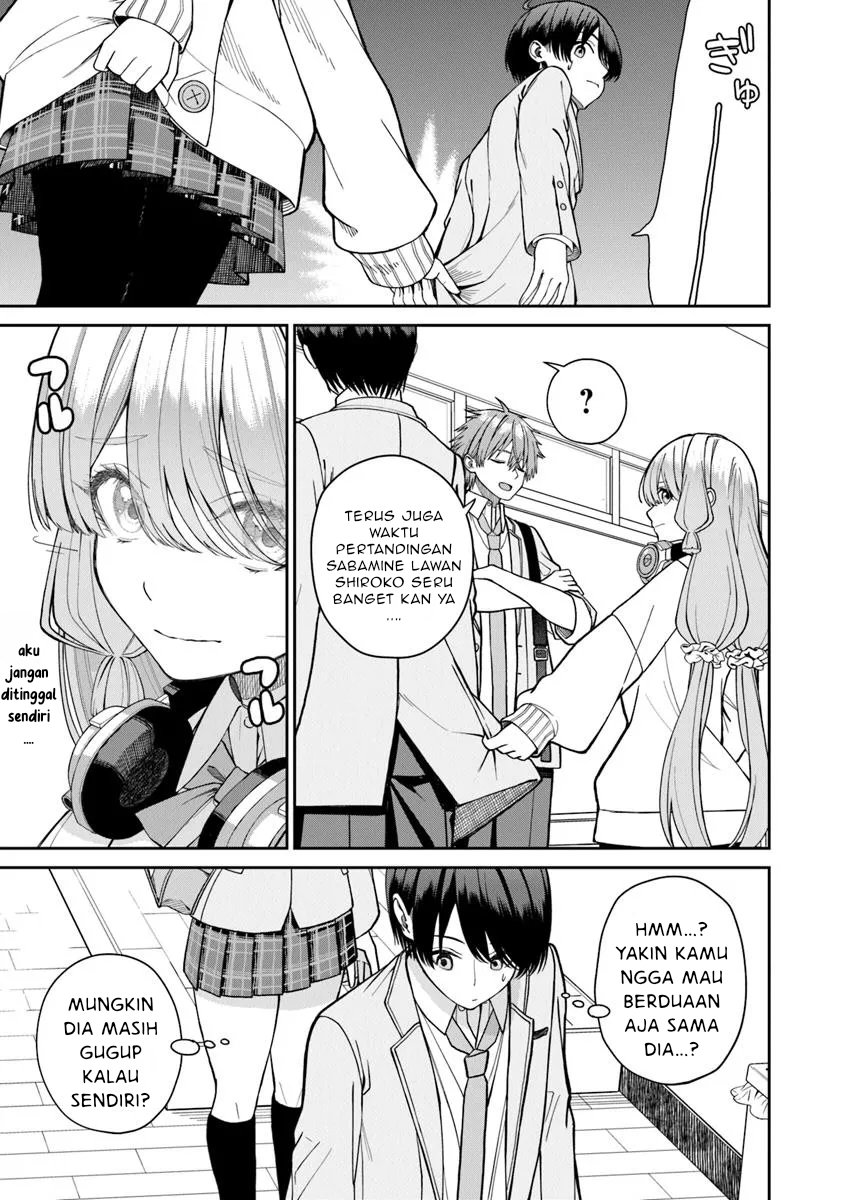 ぎゅ
?
TERUS JUGA
WAKTU
PERTANDINGAN
SABAMINE LAWAN
SHIROKO SERU
BANGET KAN YA
....
フル
フル
aku
jangan
ditinggal
sendiri
....
HMM...?
YAKIN KAMU
NGGA MAU
BERDUAAN
AJA SAMA
DIA...?
MUNGKIN
DIA MASIH
GUGUP
KALAU
SENDIRI?